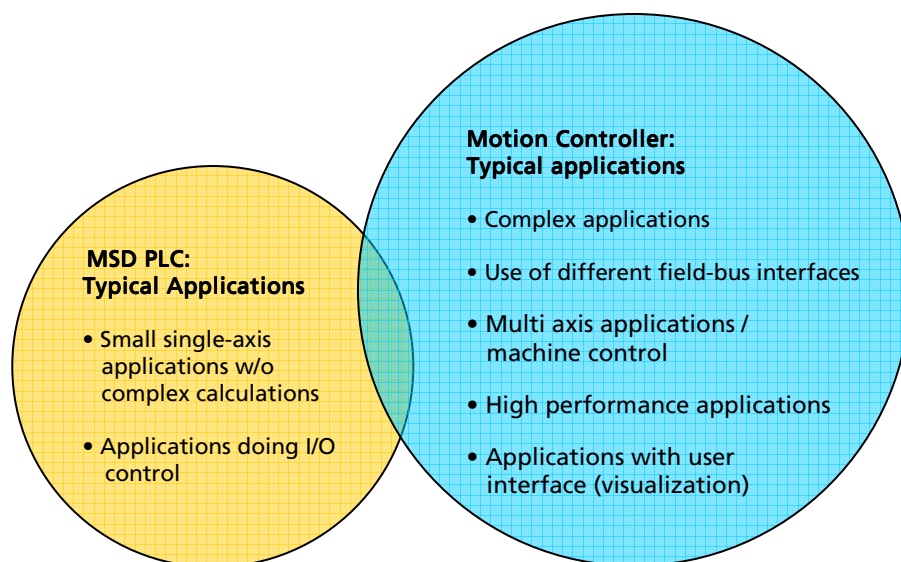 MSD PLC:
Typical Applications
• Small single-axis
applications w/o
complex calculations
• Applications doing I/O
control
Motion Controller:
Typical applications
• Complex applications
• Use of different field-bus interfaces
• Multi axis applications /
machine control
• High performance applications
• Applications with user
interface (visualization)